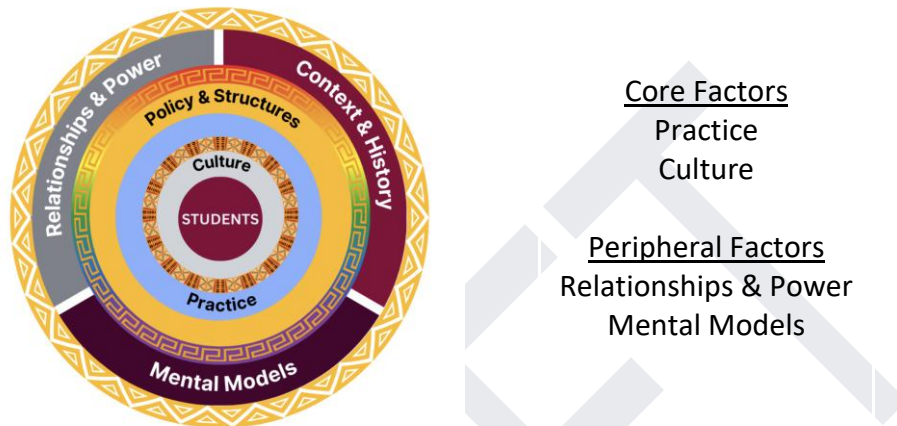 Relationships & Power
Context & History
Policy & Structures
Culture
STUDENTS
Practice
Mental Models
Core Factors
Practice
Culture
Peripheral Factors
Relationships & Power
Mental Models